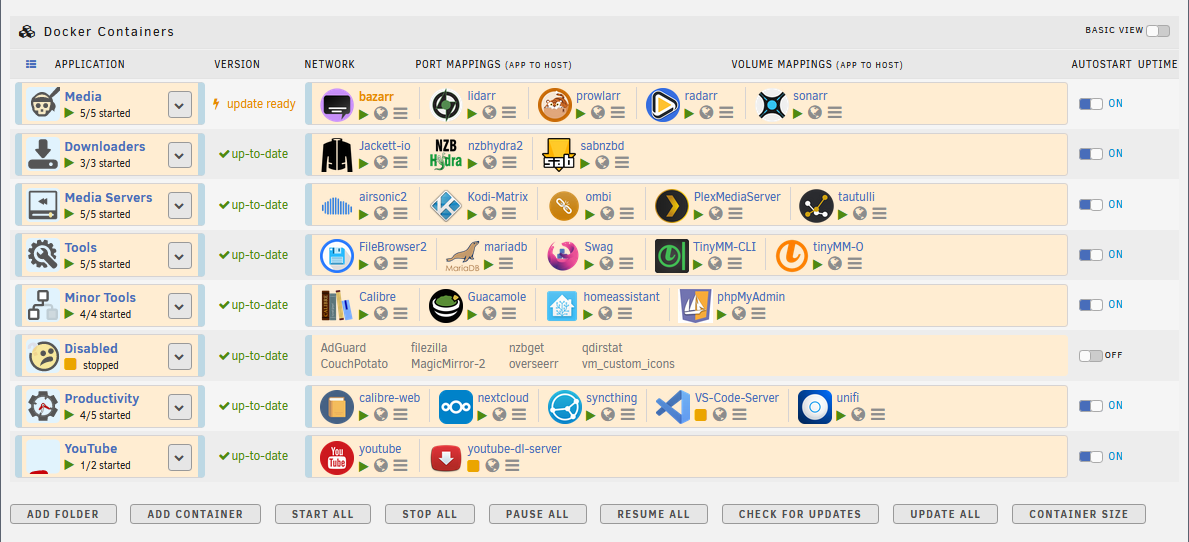 Docker Containers
BASIC VIEW
APPLICATION VERSION NETWORK PORT MAPPINGS (APP TO HOST) VOLUME MAPPINGS (APP TO HOST) AUTOSTART UPTIME
Media
5/5 started
update ready
bazarr lidarr prowlarr radarr sonarr
ON
Downloaders
3/3 started
up-to-date
Jackett-io
NZB
Hydra
nzbhydra2
sab
sabnzbd
ON
Media Servers
5/5 started
up-to-date
airsonic2 Kodi-Matrix ombi PlexMediaServer tautulli
ON
Tools
5/5 started
up-to-date
FileBrowser2
MariaDB
mariadb Swag TinyMM-CLI tinyMM-O
ON
Minor Tools
4/4 started
up-to-date
CALIBRE
Calibre Guacamole homeassistant phpMyAdmin
ON
Disabled
stopped
up-to-date
AdGuard filezilla nzbget qdirstat
CouchPotato MagicMirror-2 overseerr vm_custom_icons
OFF
Productivity
4/5 started
up-to-date
calibre-web nextcloud syncthing VS-Code-Server unifi
ON
YouTube
1/2 started
up-to-date
You
Tube
youtube youtube-dl-server
ON
ADD FOLDER ADD CONTAINER START ALL STOP ALL PAUSE ALL RESUME ALL CHECK FOR UPDATES UPDATE ALL CONTAINER SIZE